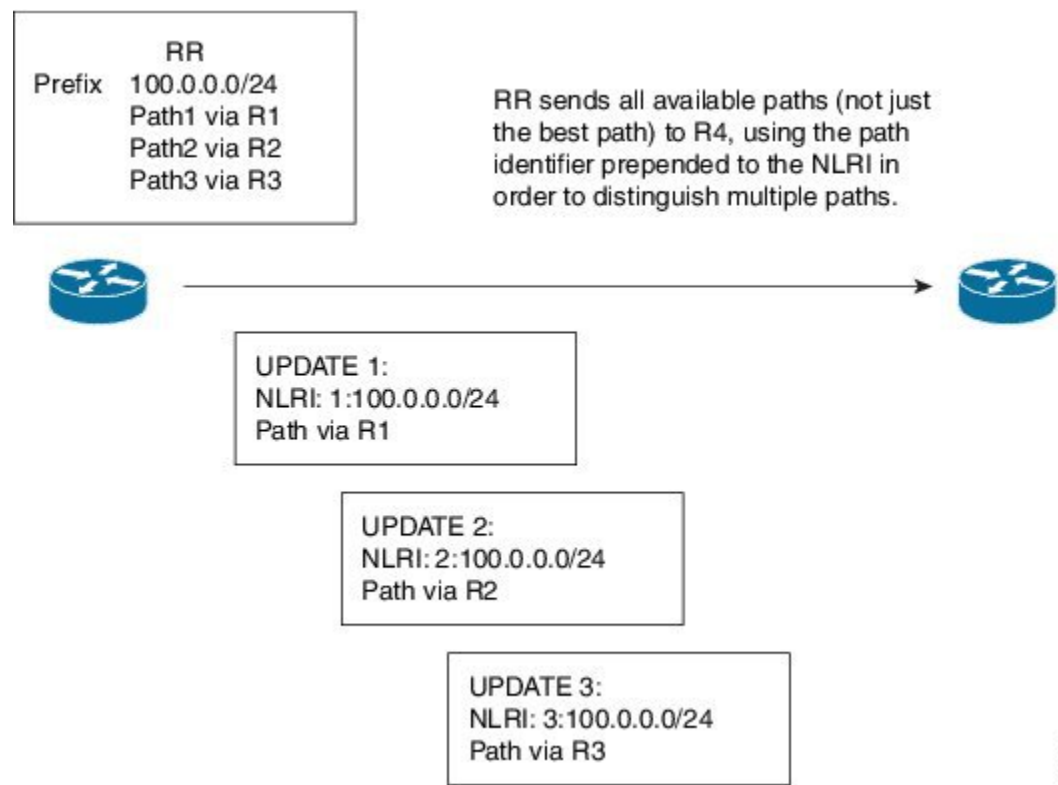 RR
Prefix 100.0.0.0/24
Path1 via R1
Path2 via R2
Path3 via R3
RR sends all available paths (not just
the best path) to R4, using the path
identifier prepended to the NLRI in
order to distinguish multiple paths.
UPDATE 1:
NLRI: 1:100.0.0.0/24
Path via R1
UPDATE 2:
NLRI: 2:100.0.0.0/24
Path via R2
UPDATE 3:
NLRI: 3:100.0.0.0/24
Path via R3